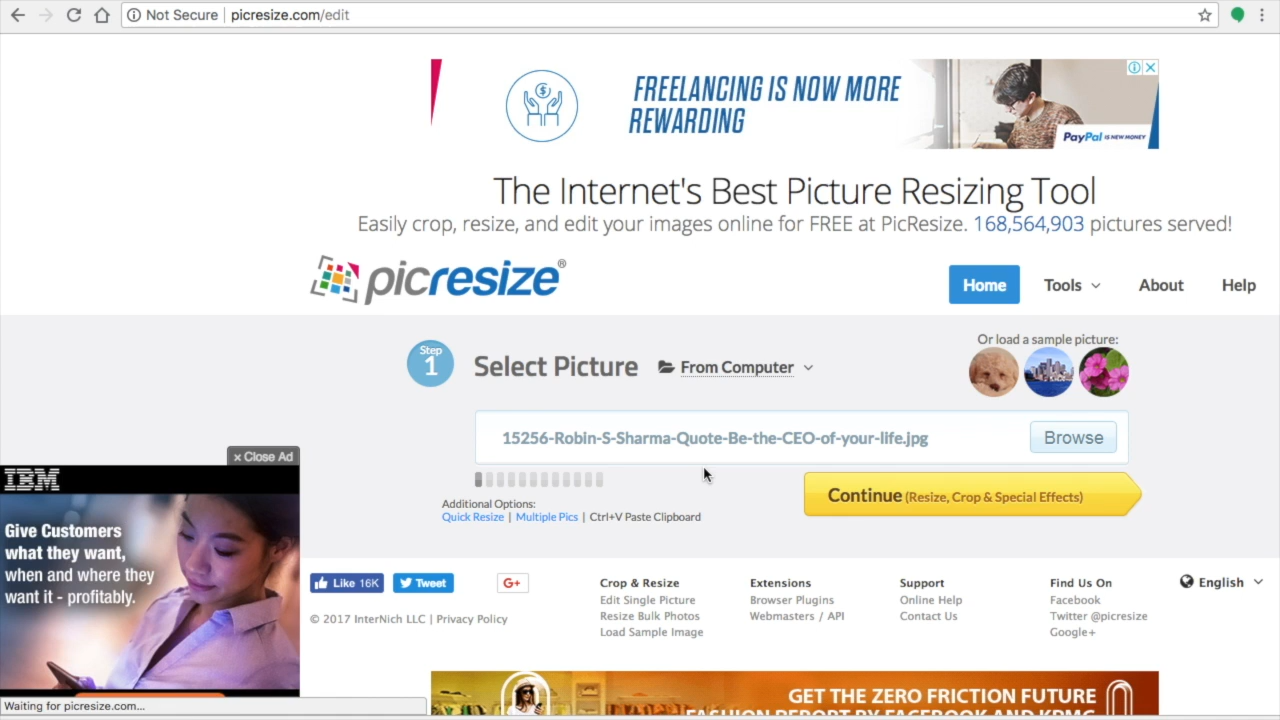 Not Secure | picresize.com/edit
FREELANCING IS NOW MORE
REWARDING
PayPal IS NEW MONEY
The Internet's Best Picture Resizing Tool
Easily crop, resize, and edit your images online for FREE at PicResize. 168,564,903 pictures served!
picresize®
Home Tools About Help
Step
1
Select Picture From Computer
Or load a sample picture:
15256-Robin-S-Sharma-Quote-Be-the-CEO-of-your-life.jpg Browse
Continue (Resize, Crop & Special Effects)
Additional Options:
Quick Resize | Multiple Pics | Ctrl+V Paste Clipboard
× Close Ad
IBM
Give Customers
what they want,
when and where they
want it - profitably.
Like 16K Tweet G+
© 2017 InterNich LLC | Privacy Policy
Crop & Resize
Edit Single Picture
Resize Bulk Photos
Load Sample Image
Extensions
Browser Plugins
Webmasters / API
Support
Online Help
Contact Us
Find Us On
Facebook
Twitter @picresize
Google+
English
GET THE ZERO FRICTION FUTURE
FASHION REPORT BY FACEBOOK AND KPMG
Waiting for picresize.com...